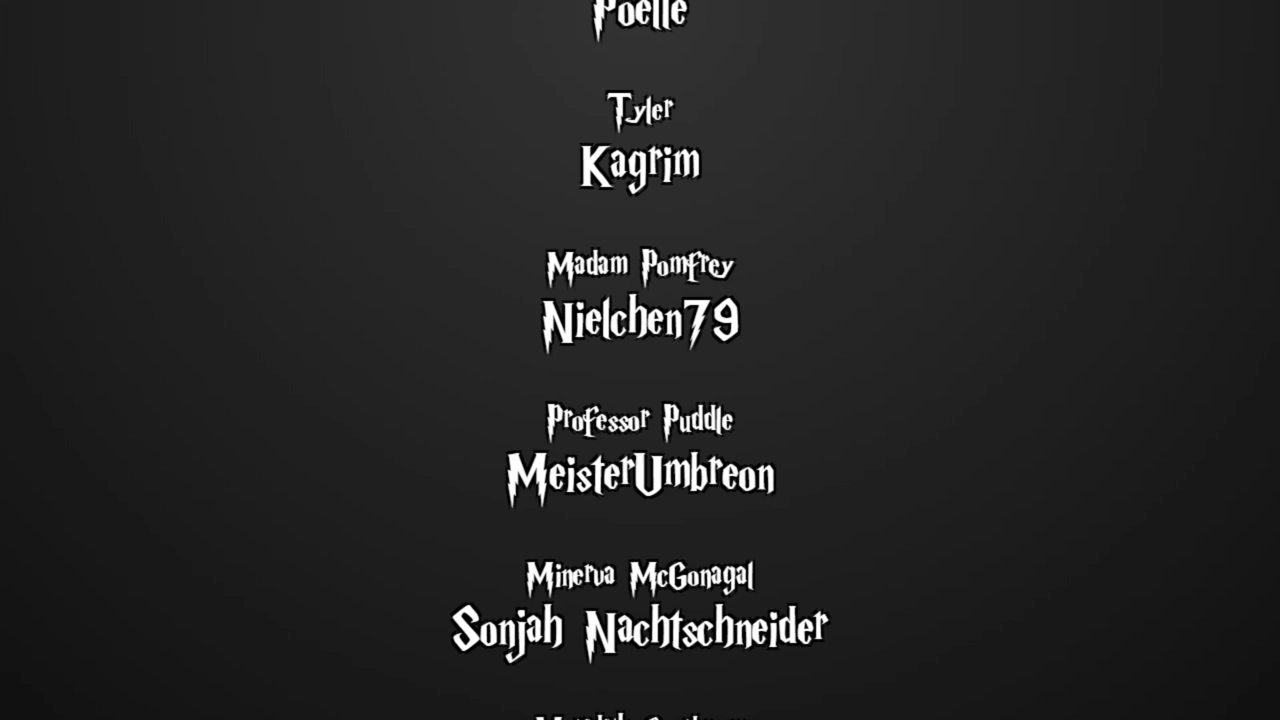 Poelle
Tyler
Kagrim
Madam Pomfrey
Nielchen79
Professor Puddle
MeisterUmbreon
Minerva McGonagal
Sonjah Nachtschneider